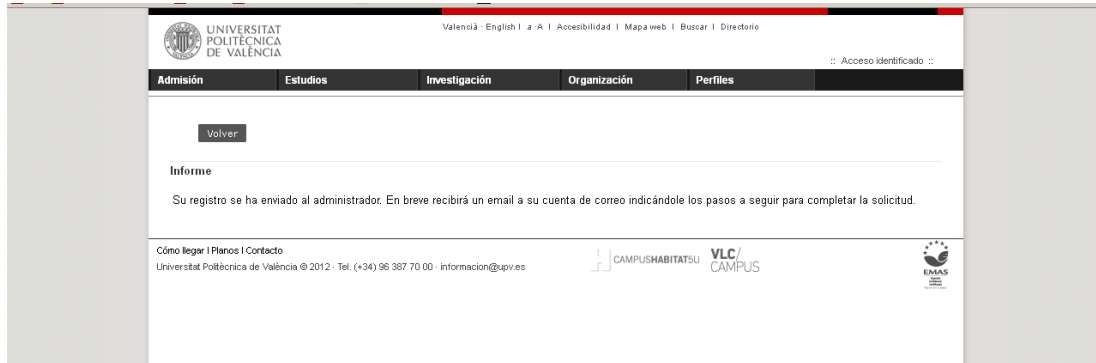 UNIVERSITAT
POLITÈCNICA
DE VALÈNCIA
Valencià · English I a ·A I Accesibilidad I Mapa web I Buscar I Directorio
:: Acceso identificado ::
Admisión Estudios Investigación Organización Perfiles
Volver
Informe
Su registro se ha enviado al administrador. En breve recibirá un email a su cuenta de correo indicándole los pasos a seguir para completar la solicitud.
Cómo llegar I Planos I Contacto
Universitat Politècnica de València © 2012 · Tel. (+34) 96 387 70 00 · informacion@upv.es
CAMPUSHABITAT5U
VLC/
CAMPUS
EMAS